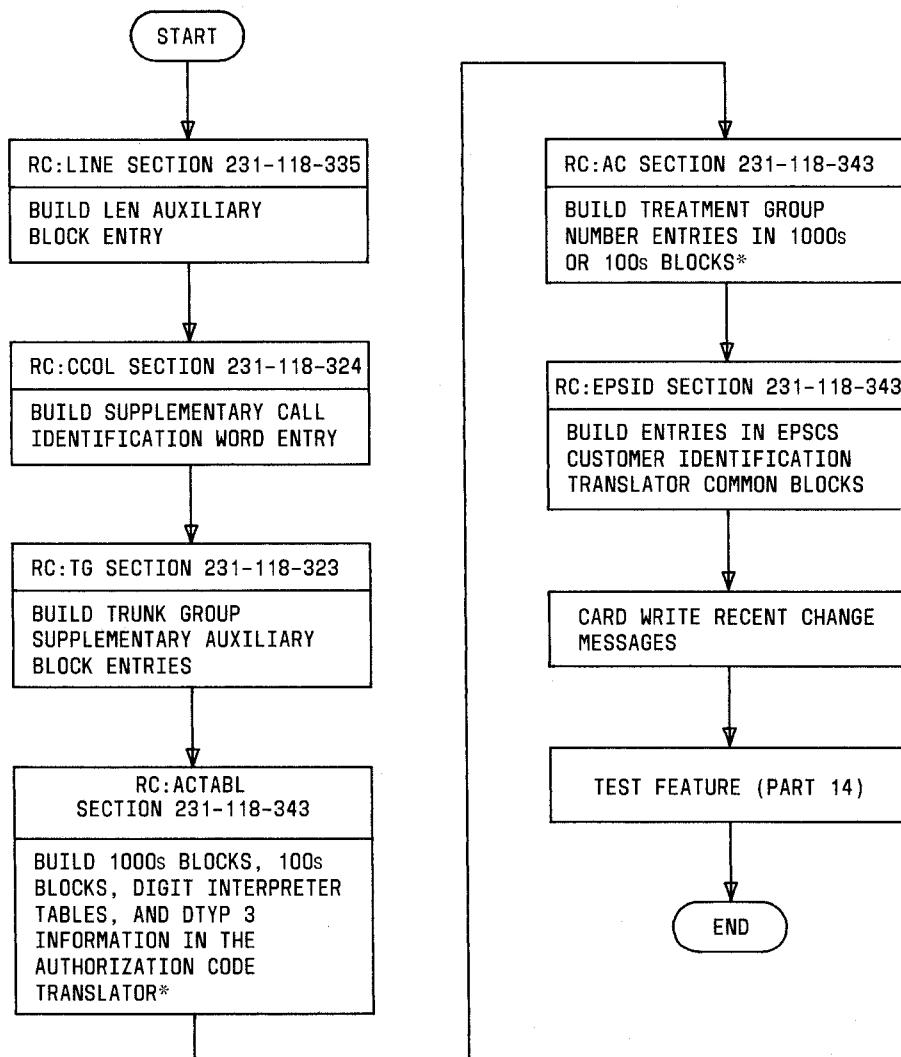 START
RC:LINE SECTION 231-118-335
BUILD LEN AUXILIARY
BLOCK ENTRY
RC:CCOL SECTION 231-118-324
BUILD SUPPLEMENTARY CALL
IDENTIFICATION WORD ENTRY
RC:TG SECTION 231-118-323
BUILD TRUNK GROUP
SUPPLEMENTARY AUXILIARY
BLOCK ENTRIES
RC:ACTABL
SECTION 231-118-343
BUILD 1000s BLOCKS, 100s
BLOCKS, DIGIT INTERPRETER
TABLES, AND DTYP 3
INFORMATION IN THE
AUTHORIZATION CODE
TRANSLATOR*
RC:AC SECTION 231-118-343
BUILD TREATMENT GROUP
NUMBER ENTRIES IN 1000s
OR 100s BLOCKS*
RC:EPSID SECTION 231-118-343
BUILD ENTRIES IN EPSCS
CUSTOMER IDENTIFICATION
TRANSLATOR COMMON BLOCKS
CARD WRITE RECENT CHANGE
MESSAGES
TEST FEATURE (PART 14)
END